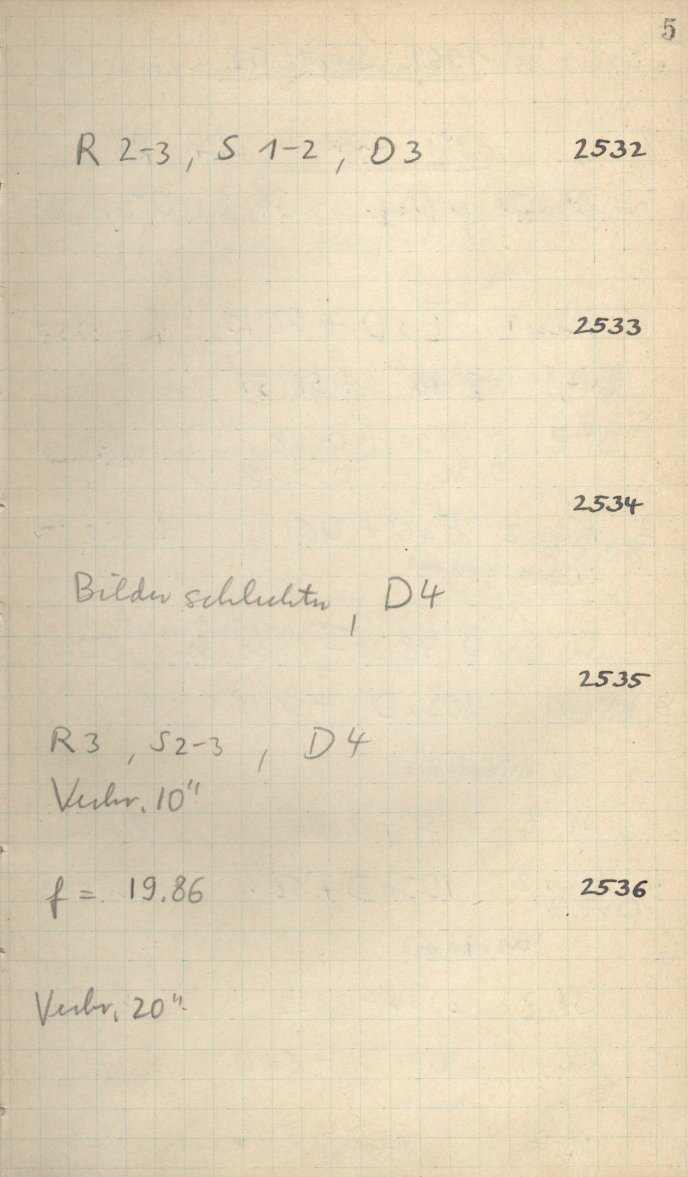 5
R 2-3, S 1-2, D3 2532
2533
2534
Bilder schlechter, D4
2535
R3, S2-3, D4
Verbr. 10"
f = 19.86 2536
Verbr. 20"